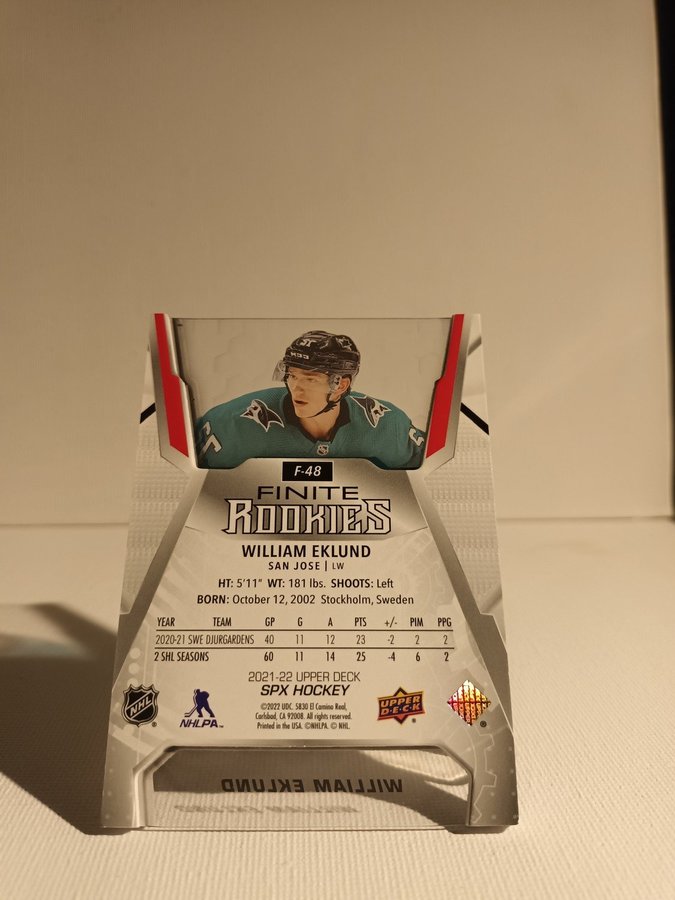 F-48
FINITE
ROOKIES
WILLIAM EKLUND
SAN JOSE | LW
HT: 5'11" WT: 181 lbs. SHOOTS: Left
BORN: October 12, 2002 Stockholm, Sweden
YEAR TEAM GP G A PTS +/- PIM PPG
2020-21 SWE DJURGARDENS 40 11 12 23 -2 2 2
2 SHL SEASONS 60 11 14 25 -4 6 2
2021-22 UPPER DECK
SPX HOCKEY
NHL
NHLPA
©2022 UDC. 5830 El Camino Real,
Carlsbad, CA 92008. All rights reserved.
Printed in the USA. ©NHLPA. © NHL.
UPPER
DECK
WILLIAM EKLUND